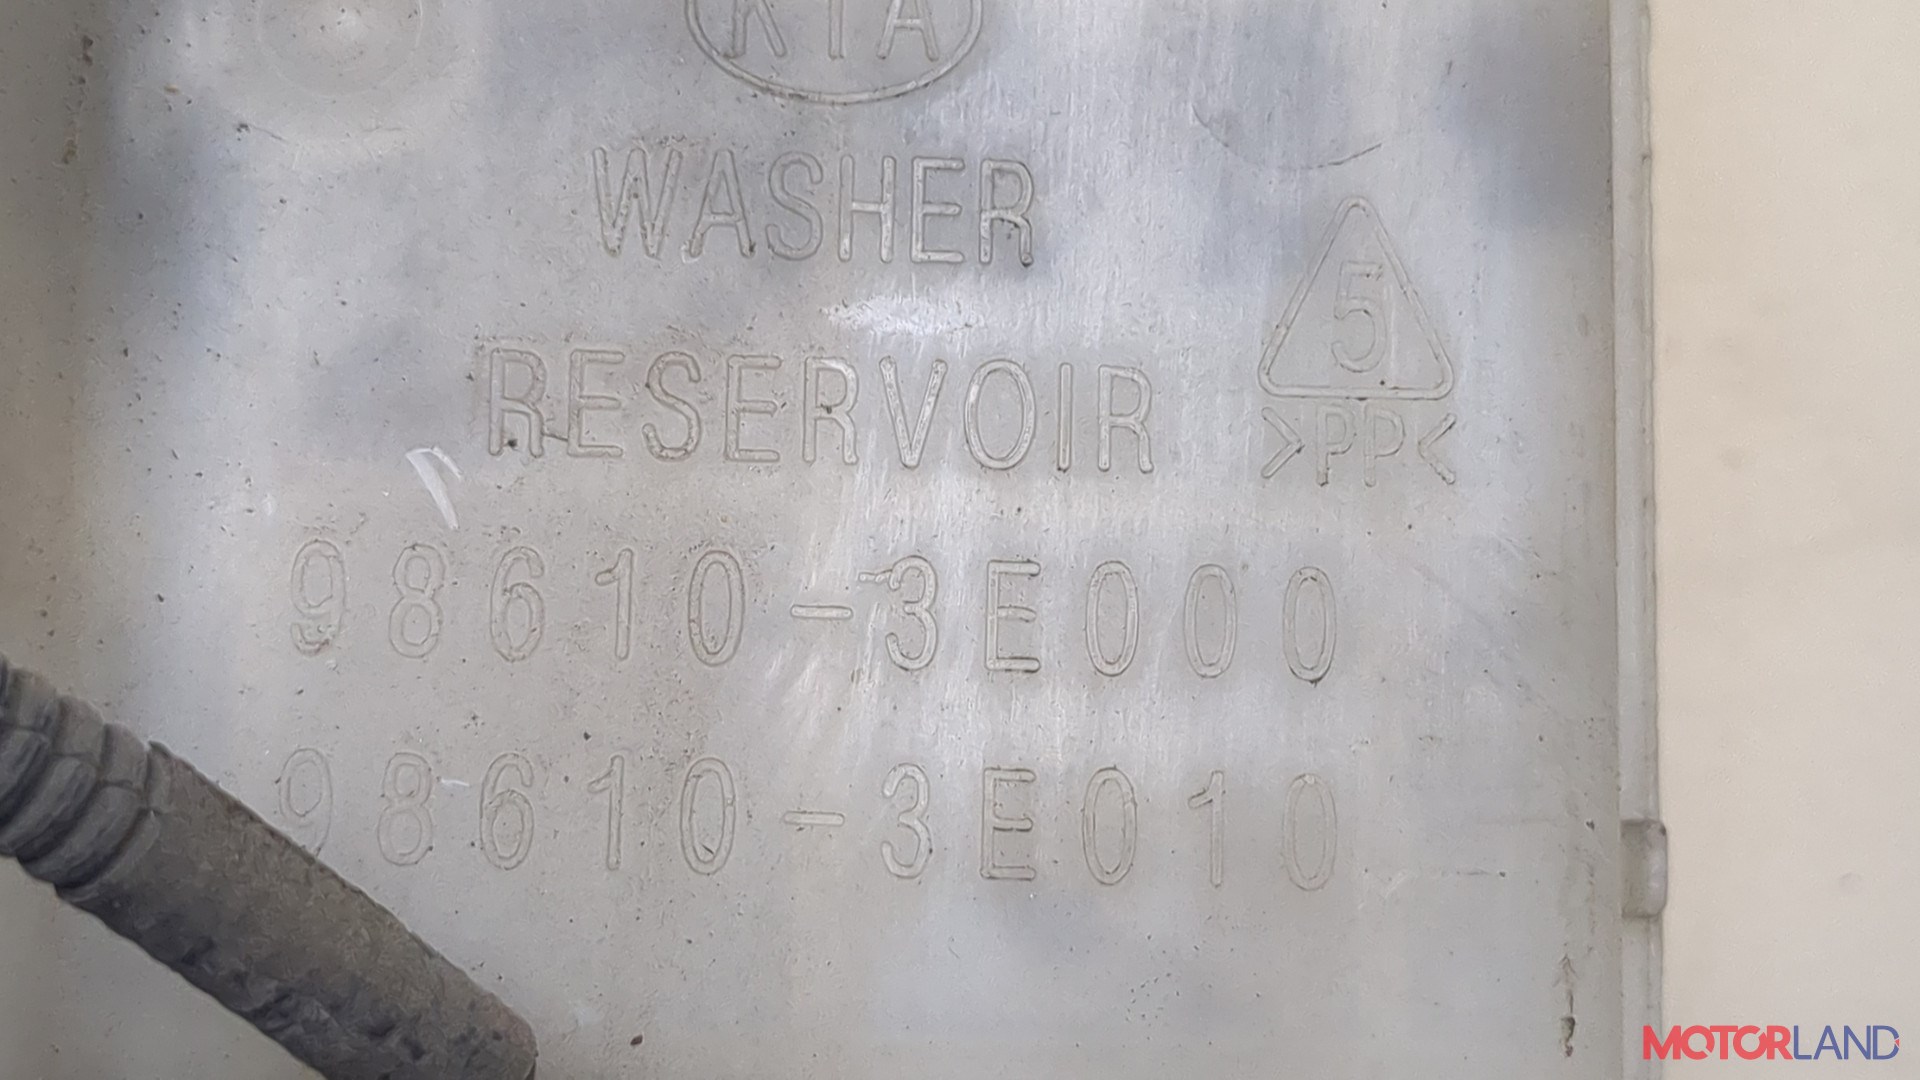 KIA
WASHER
RESERVOIR
5
>PP<
98610-3E000
98610-3E010
MOTORLAND